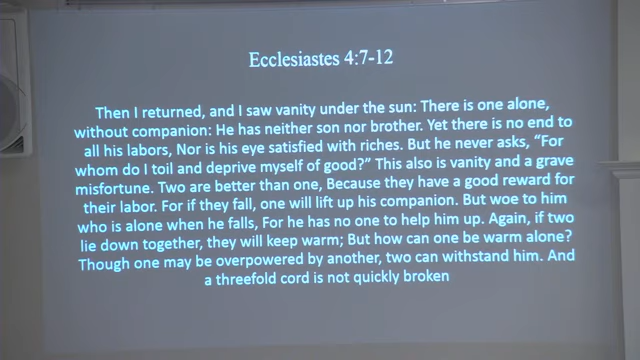 Ecclesiastes 4:7-12
Then I returned, and I saw vanity under the sun: There is one alone,
without companion: He has neither son nor brother. Yet there is no end to
all his labors, Nor is his eye satisfied with riches. But he never asks, “For
whom do I toil and deprive myself of good?” This also is vanity and a grave
misfortune. Two are better than one, Because they have a good reward for
their labor. For if they fall, one will lift up his companion. But woe to him
who is alone when he falls, For he has no one to help him up. Again, if two
lie down together, they will keep warm; But how can one be warm alone?
Though one may be overpowered by another, two can withstand him. And
a threefold cord is not quickly broken